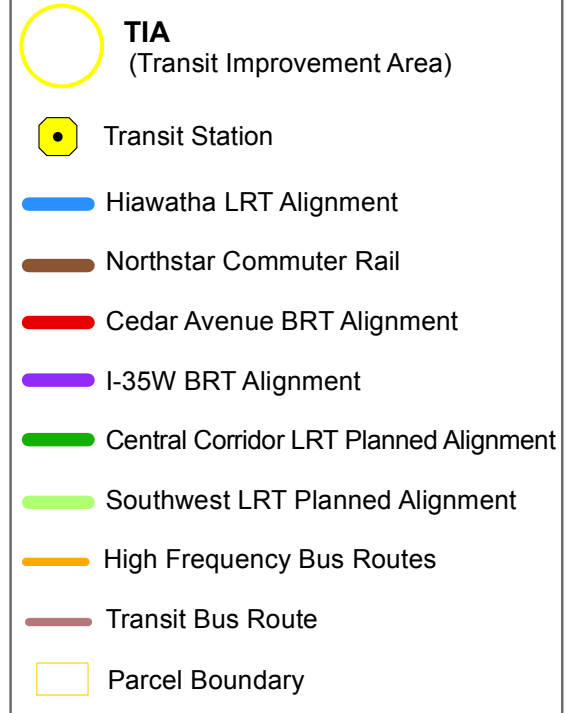 TIA
(Transit Improvement Area)
Transit Station
Hiawatha LRT Alignment
Northstar Commuter Rail
Cedar Avenue BRT Alignment
I-35W BRT Alignment
Central Corridor LRT Planned Alignment
Southwest LRT Planned Alignment
High Frequency Bus Routes
Transit Bus Route
Parcel Boundary